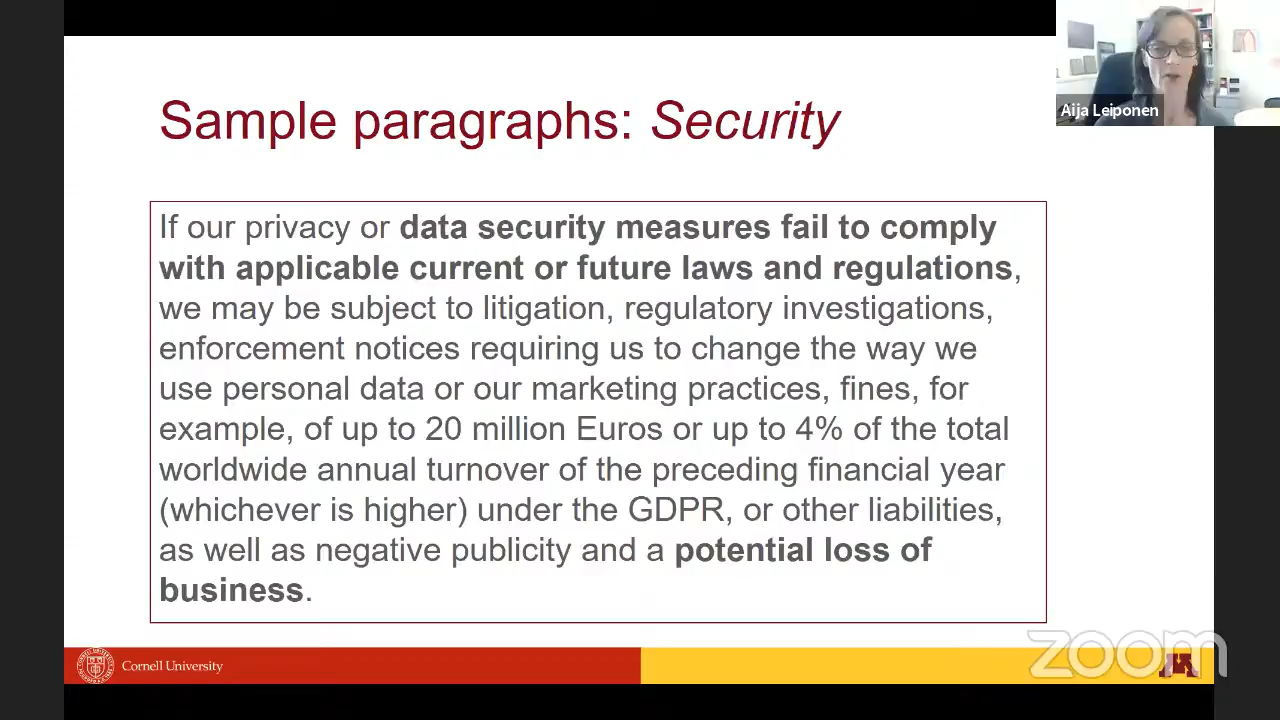 Aija Leiponen
Sample paragraphs: Security
If our privacy or data security measures fail to comply
with applicable current or future laws and regulations,
we may be subject to litigation, regulatory investigations,
enforcement notices requiring us to change the way we
use personal data or our marketing practices, fines, for
example, of up to 20 million Euros or up to 4% of the total
worldwide annual turnover of the preceding financial year
(whichever is higher) under the GDPR, or other liabilities,
as well as negative publicity and a potential loss of
business.
Cornell University
zoom
M